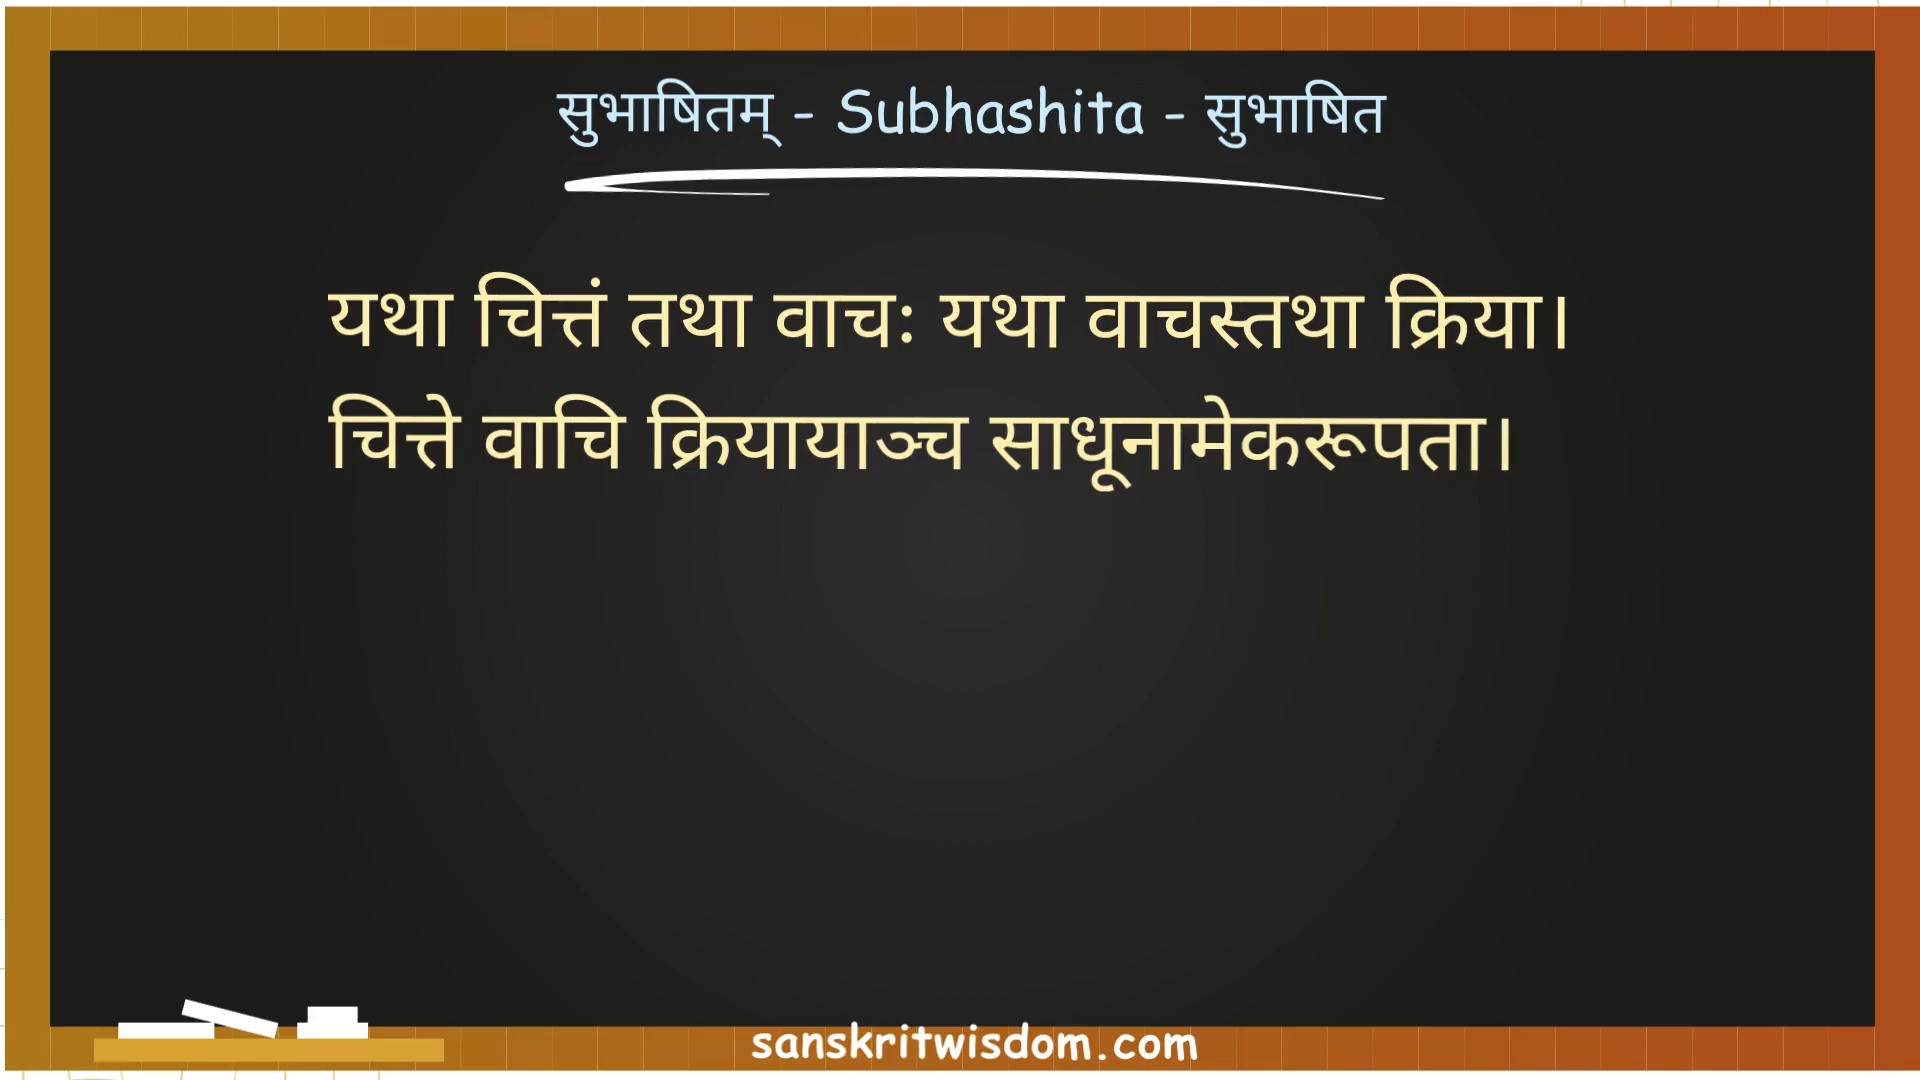 सुभाषितम् - Subhashita - सुभाषित
यथा चित्तं तथा वाचः यथा वाचस्तथा क्रिया।
चित्ते वाचि क्रियायाञ्च साधूनामेकरूपता।
sanskritwisdom.com